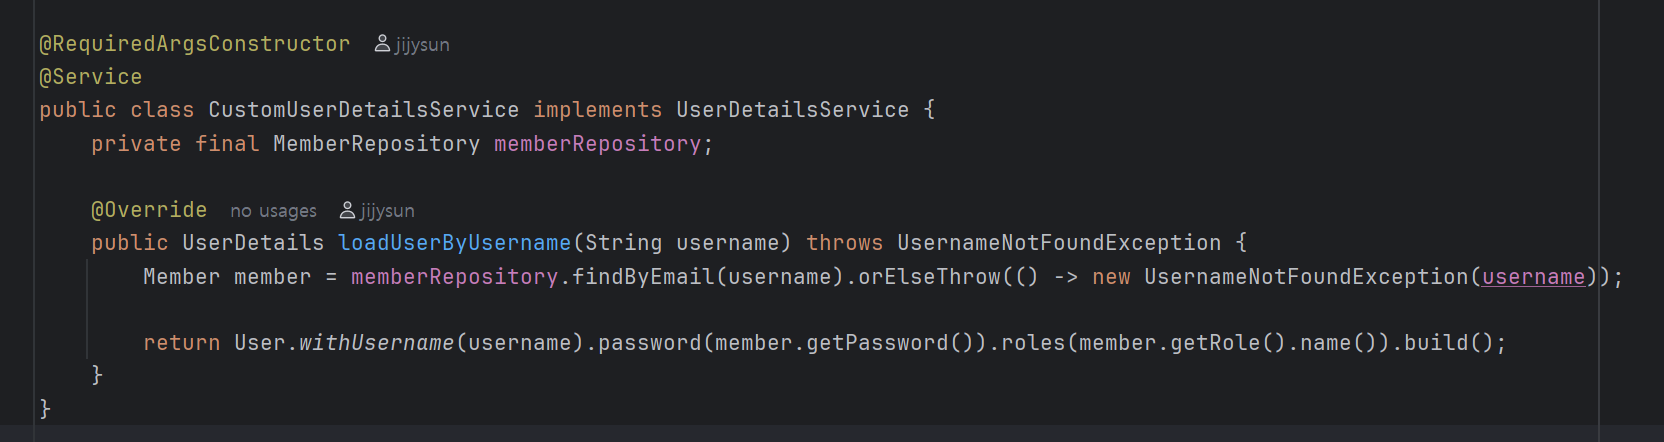 @RequiredArgsConstructor jijysun
@Service
public class CustomUserDetailsService implements UserDetailsService {
    private final MemberRepository memberRepository;
    @Override no usages jijysun
    public UserDetails loadUserByUsername(String username) throws UsernameNotFoundException {
        Member member = memberRepository.findByEmail(username).orElseThrow(() -> new UsernameNotFoundException(username));
        return User.withUsername(username).password(member.getPassword()).roles(member.getRole().name()).build();
    }
}